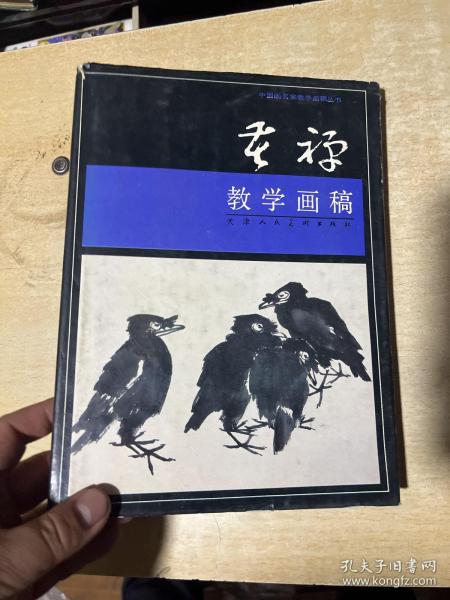 中国画名家教学画稿丛书
苦禅
教学画稿
天津人民美术出版社
孔夫子旧书网
www.kongfz.com